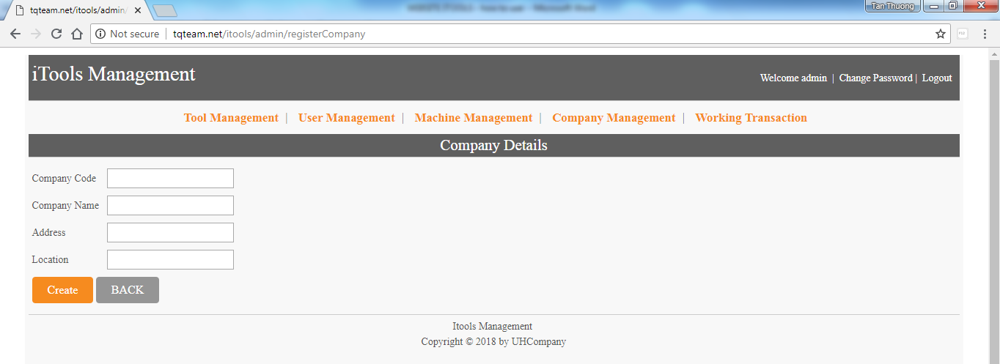 tqteam.net/itools/admin/
Tan Thuong
Not secure | tqteam.net/itools/admin/registerCompany
iTools Management
Welcome admin | Change Password | Logout
Tool Management | User Management | Machine Management | Company Management | Working Transaction
Company Details
Company Code
Company Name
Address
Location
Create BACK
Itools Management
Copyright © 2018 by UHCompany